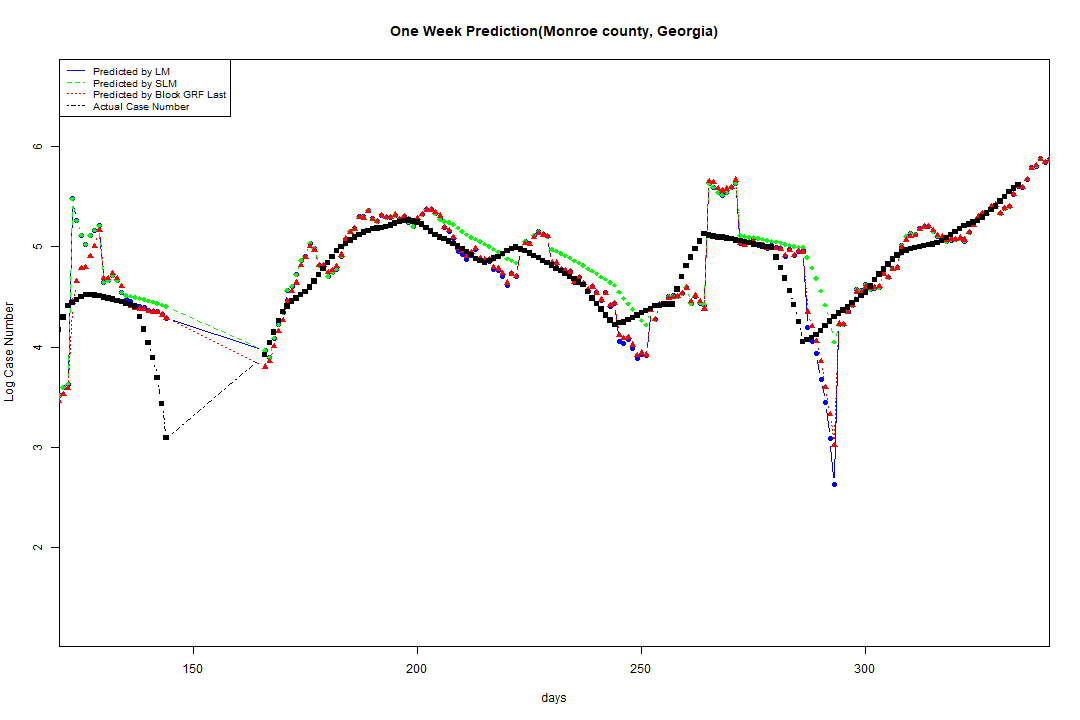 One Week Prediction(Monroe county, Georgia)
Predicted by LM
Predicted by SLM
Predicted by Block GRF Last
Actual Case Number
6
5
4
3
2
Log Case Number
150 200 250 300
days